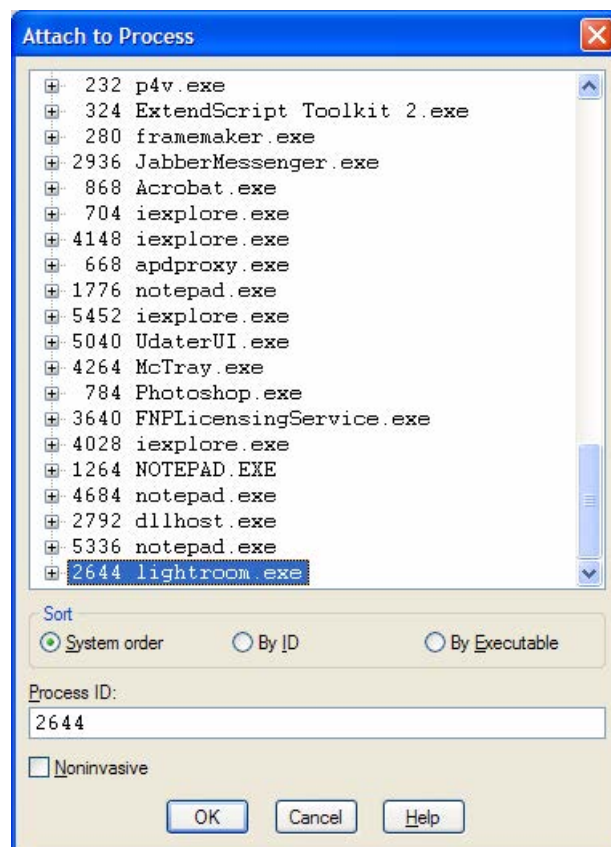 Attach to Process
232 p4v.exe
324 ExtendScript Toolkit 2.exe
280 framemaker.exe
2936 JabberMessenger.exe
868 Acrobat.exe
704 iexplore.exe
4148 iexplore.exe
668 apdproxy.exe
1776 notepad.exe
5452 iexplore.exe
5040 UdaterUI.exe
4264 McTray.exe
784 Photoshop.exe
3640 FNPLicensingService.exe
4028 iexplore.exe
1264 NOTEPAD.EXE
4684 notepad.exe
2792 dllhost.exe
5336 notepad.exe
2644 lightroom.exe
Sort
System order By ID By Executable
Process ID:
2644
Noninvasive
OK Cancel Help